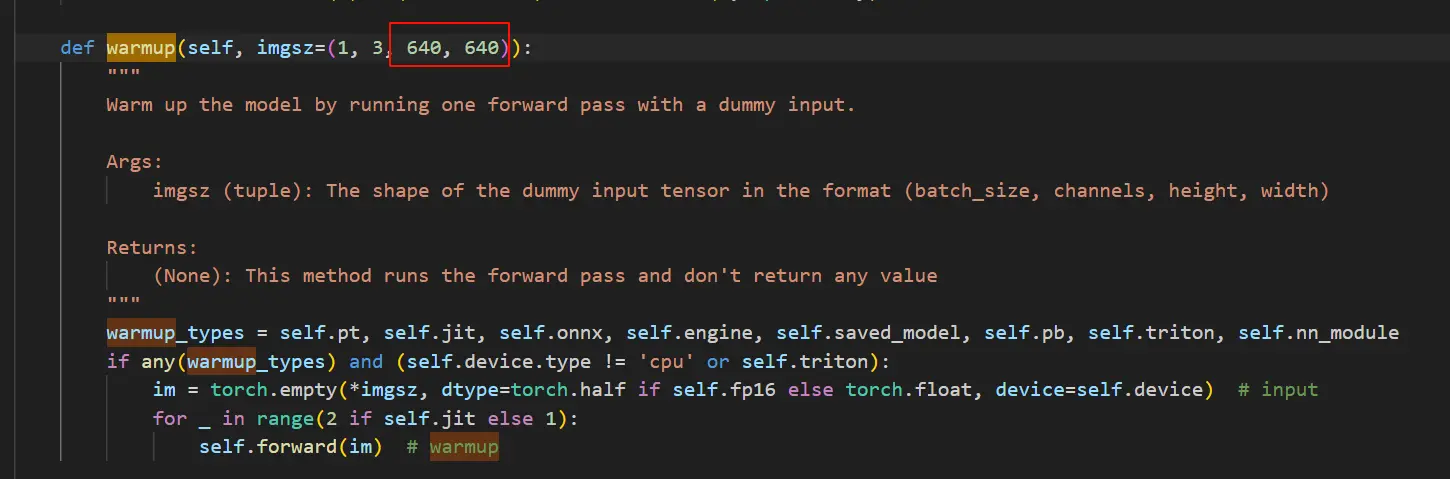 def warmup(self, imgsz=(1, 3, 640, 640)):
"""
Warm up the model by running one forward pass with a dummy input.
Args:
imgsz (tuple): The shape of the dummy input tensor in the format (batch_size, channels, height, width)
Returns:
(None): This method runs the forward pass and don't return any value
"""
warmup_types = self.pt, self.jit, self.onnx, self.engine, self.saved_model, self.pb, self.triton, self.nn_module
if any(warmup_types) and (self.device.type != 'cpu' or self.triton):
im = torch.empty(*imgsz, dtype=torch.half if self.fp16 else torch.float, device=self.device)  # input
for _ in range(2 if self.jit else 1):
self.forward(im)  # warmup